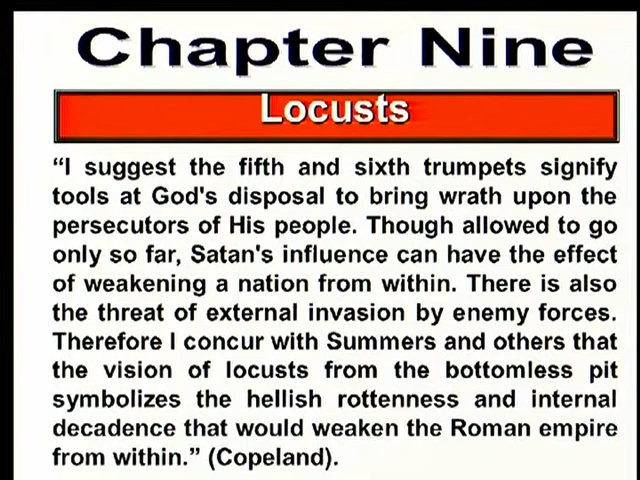 Chapter Nine
Locusts
“I suggest the fifth and sixth trumpets signify
tools at God's disposal to bring wrath upon the
persecutors of His people. Though allowed to go
only so far, Satan's influence can have the effect
of weakening a nation from within. There is also
the threat of external invasion by enemy forces.
Therefore I concur with Summers and others that
the vision of locusts from the bottomless pit
symbolizes the hellish rottenness and internal
decadence that would weaken the Roman empire
from within.” (Copeland).